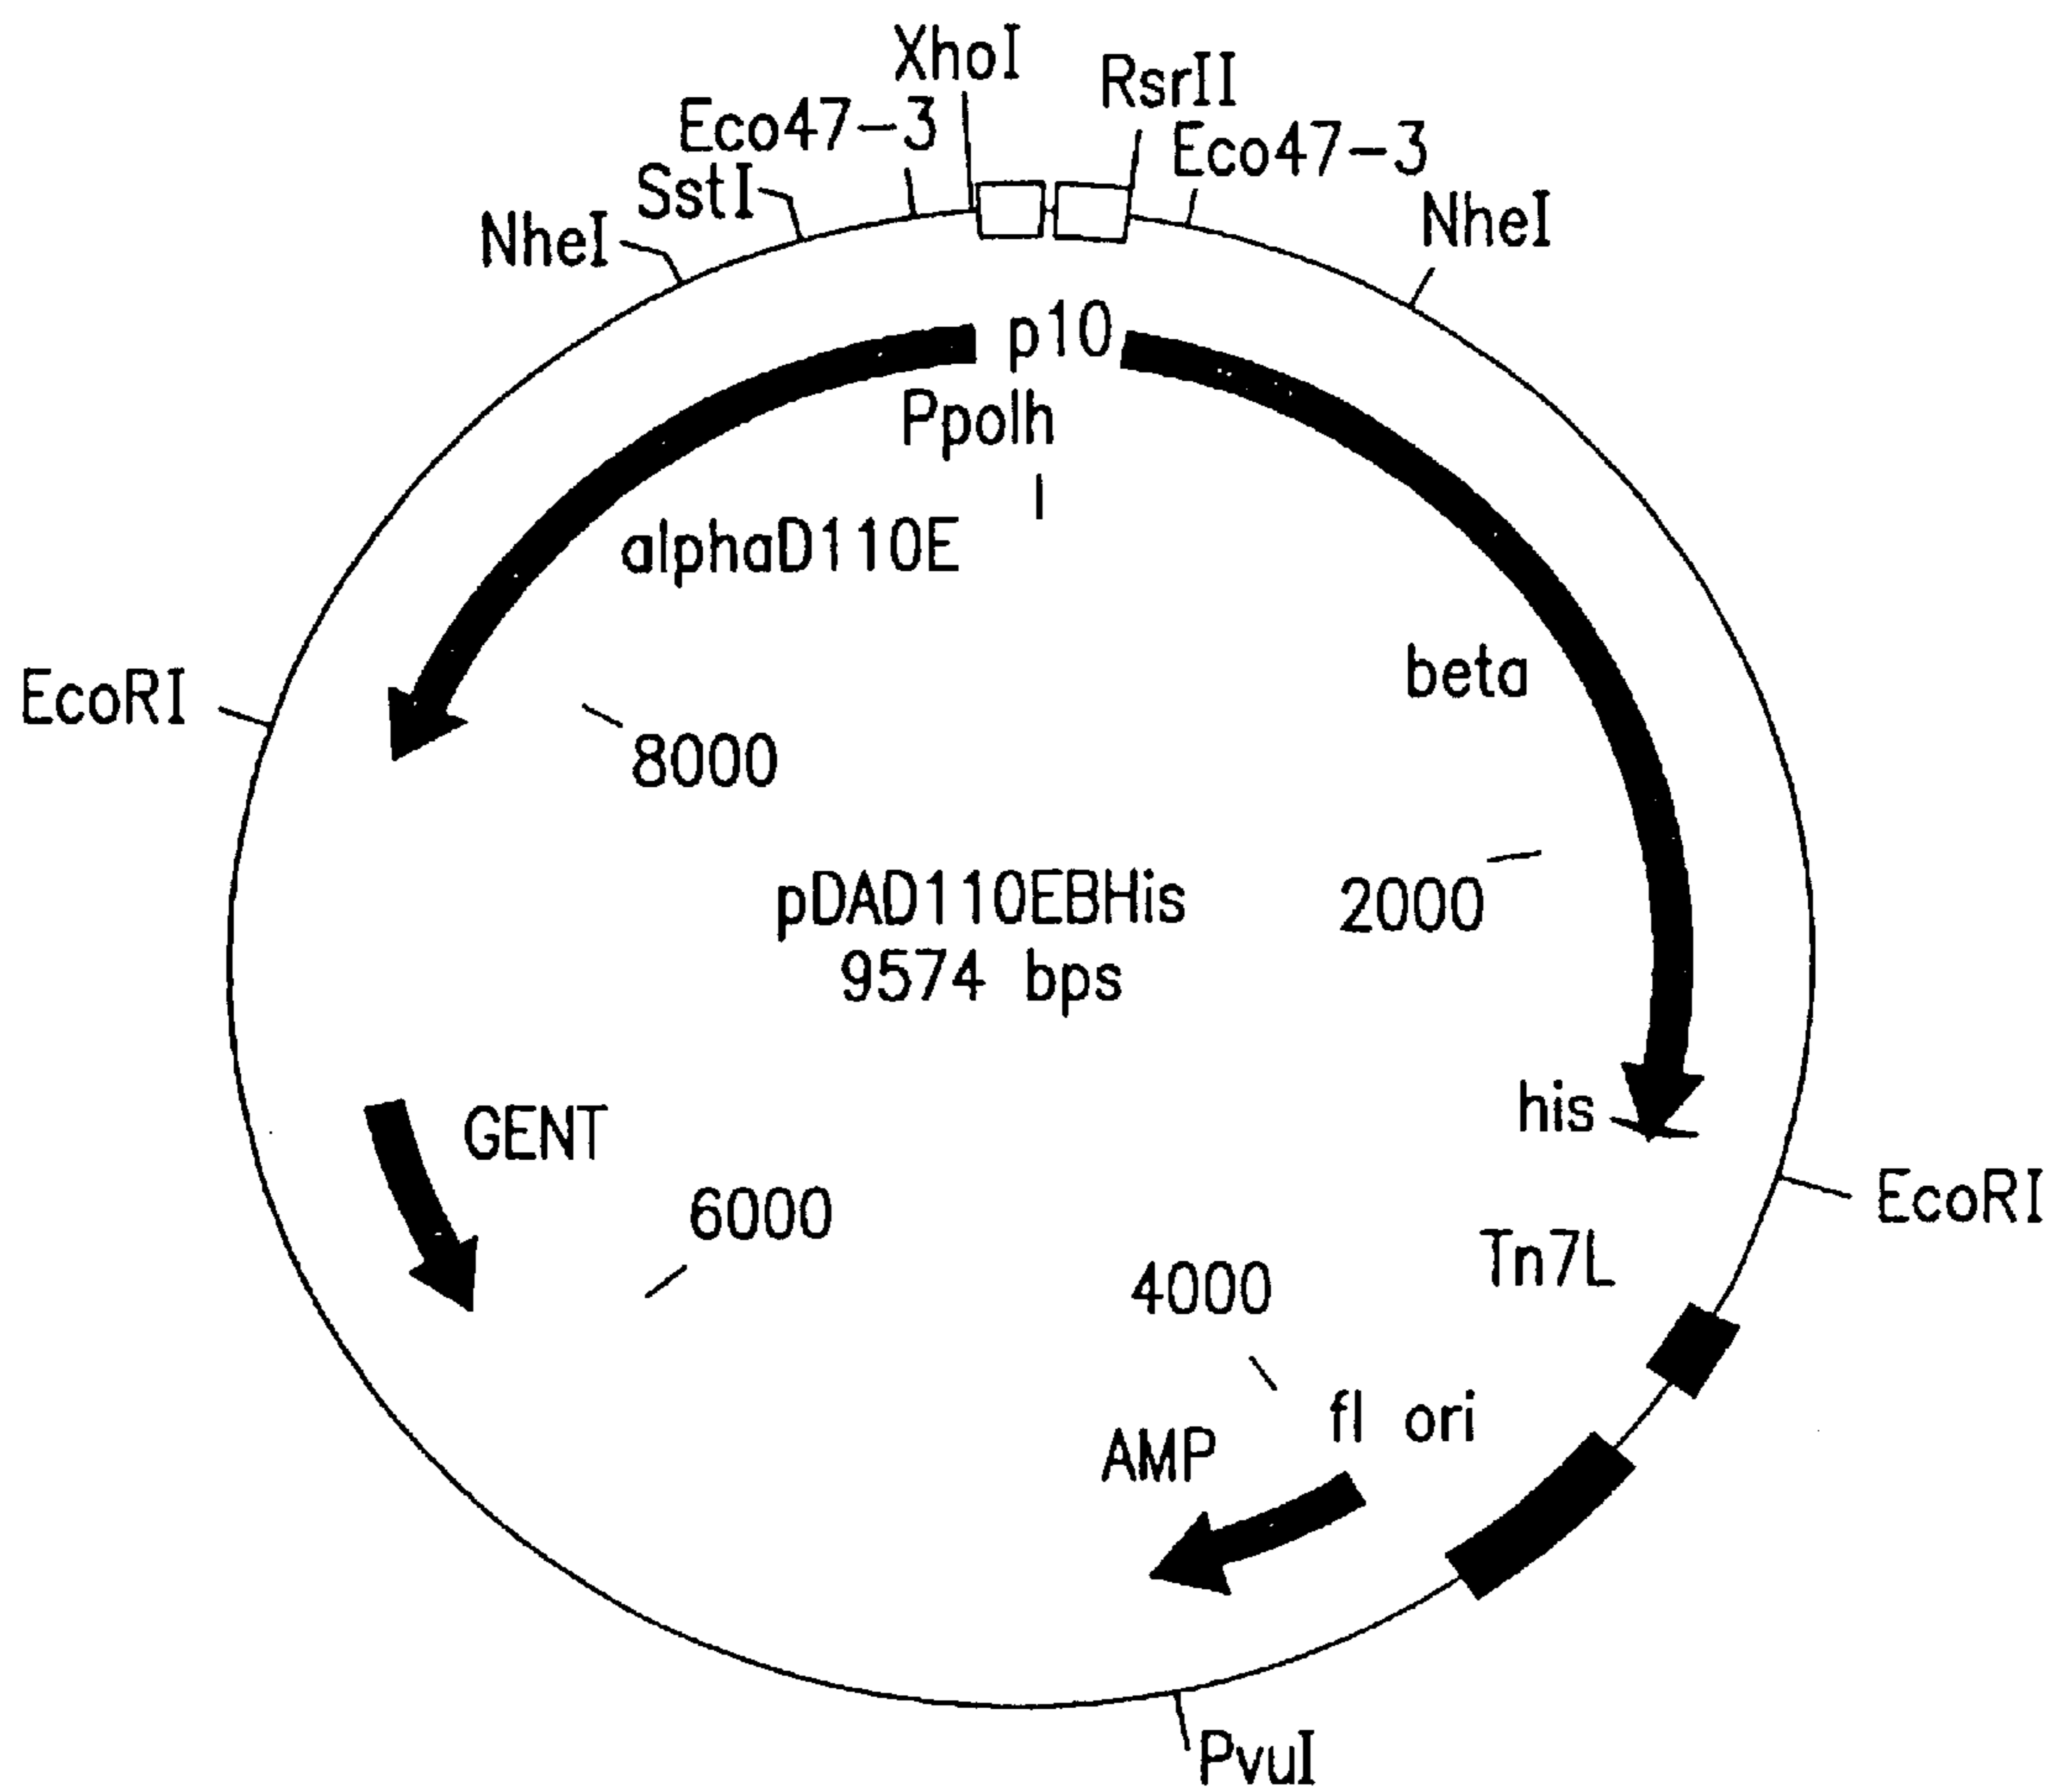 XhoI
RsrII
Eco47-3
Eco47-3
SstI
NheI
NheI
p10
Ppolh
alphaD110E
beta
EcoRI
8000
pDAD110EBHis
2000
9574 bps
his
GENT
EcoRI
6000
Tn7L
4000
fl ori
AMP
PvuI